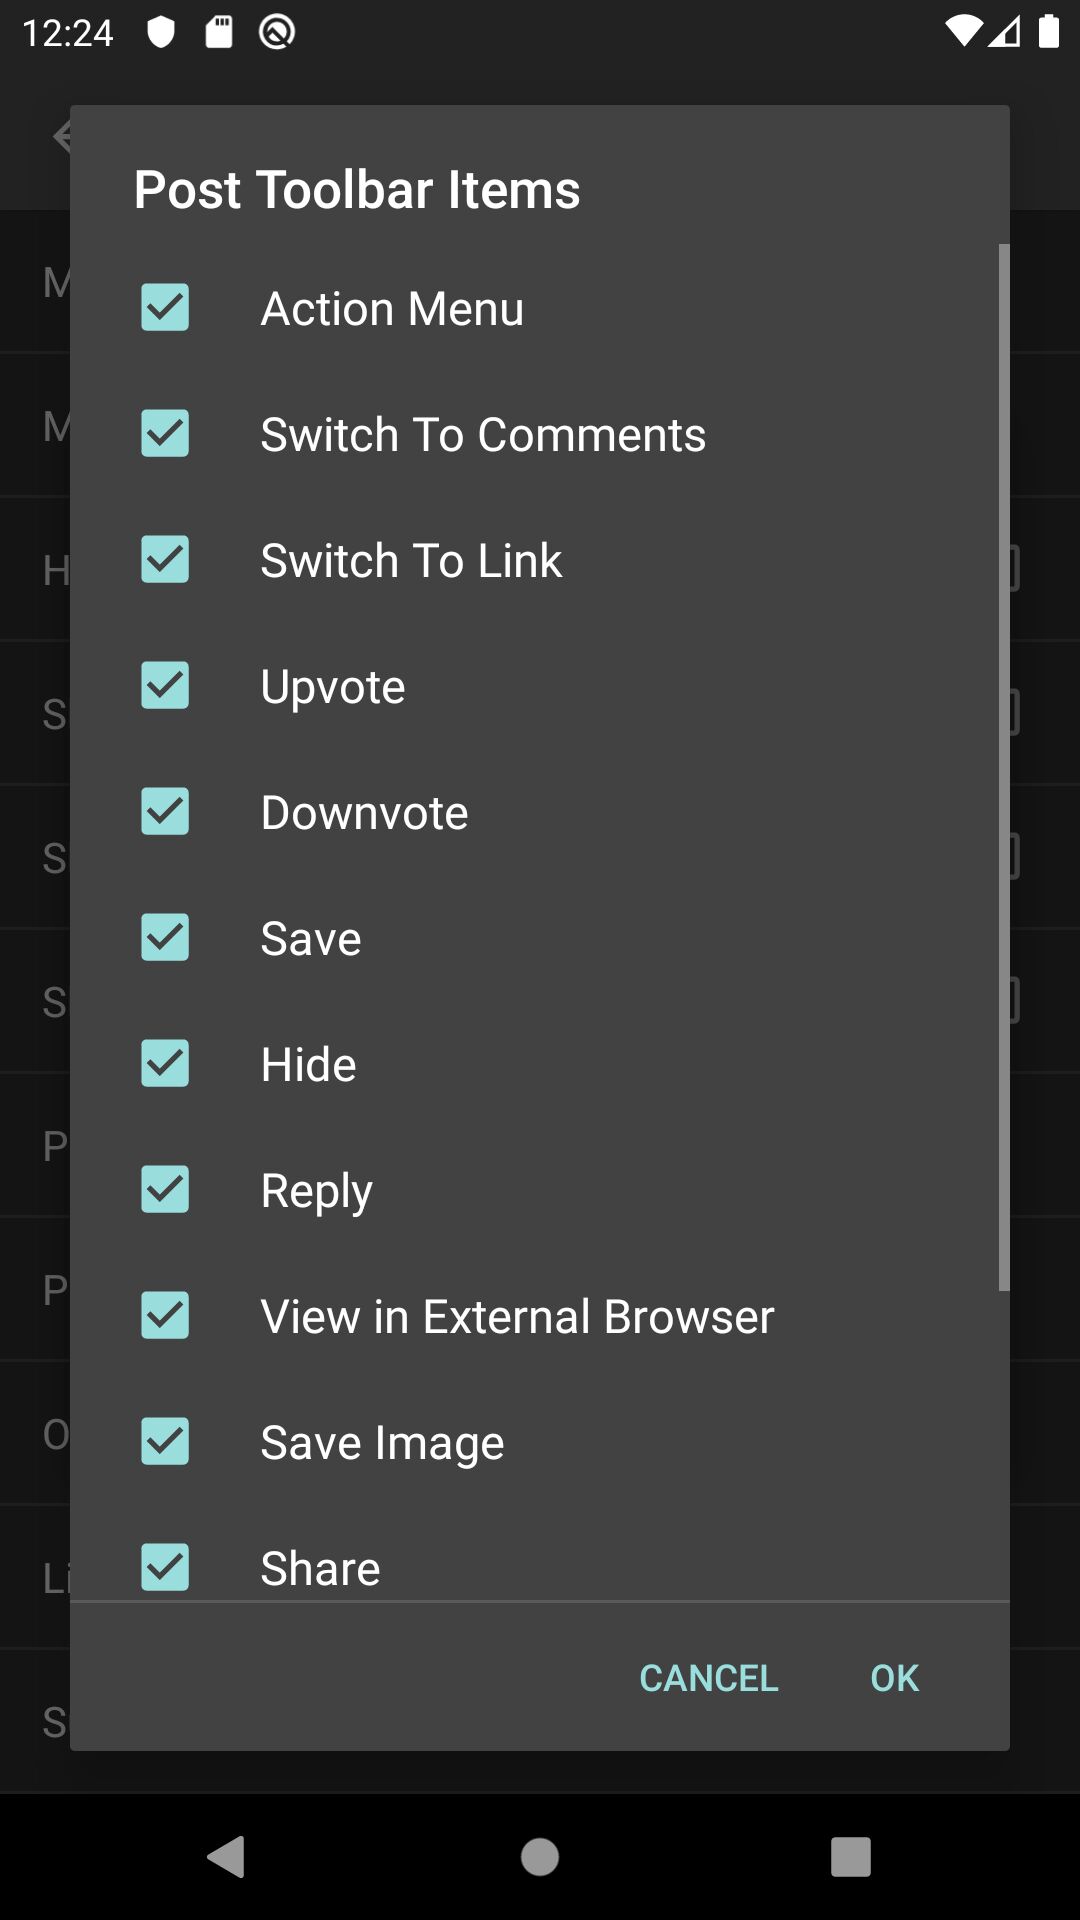 12:24
Post Toolbar Items
Action Menu
Switch To Comments
Switch To Link
Upvote
Downvote
Save
Hide
Reply
View in External Browser
Save Image
Share
CANCEL
OK